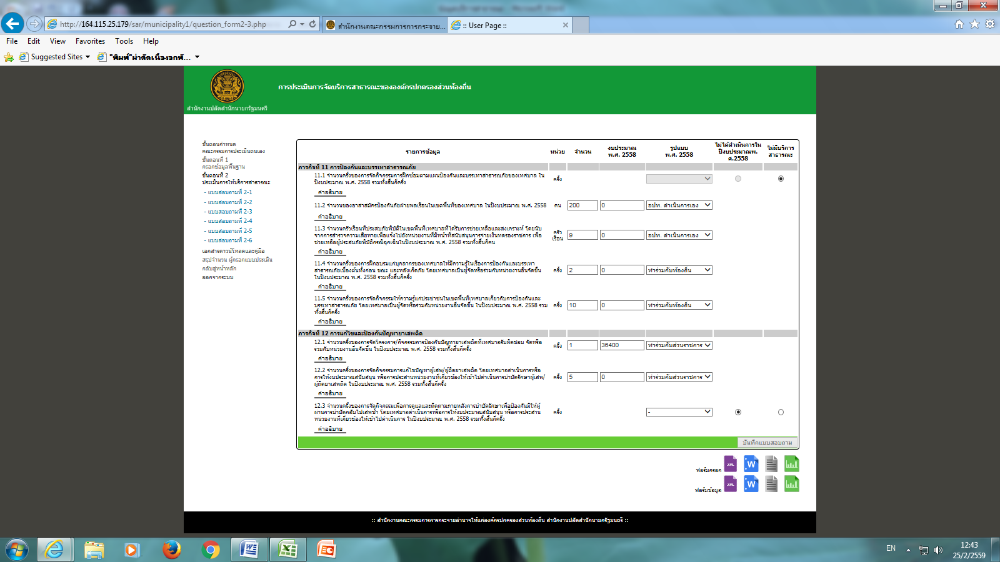 http://164.115.25.179/sar/municipality1/question_form2-3.php
สำนักงานคณะกรรมการการกระจาย...
:: User Page ::
File Edit View Favorites Tools Help
Suggested Sites
"พิมพ์"ผ่าตัดเนื้องอกพั...
การประเมินการจัดบริการสาธารณะขององค์กรปกครองส่วนท้องถิ่น
สำนักงานปลัดสำนักนายกรัฐมนตรี
ขั้นตอนกำหนด
คณะกรรมการประเมินตนเอง
ขั้นตอนที่ 1
กรอกข้อมูลพื้นฐาน
ขั้นตอนที่ 2
ประเมินการให้บริการสาธารณะ
- แบบสอบถามที่ 2-1
- แบบสอบถามที่ 2-2
- แบบสอบถามที่ 2-3
- แบบสอบถามที่ 2-4
- แบบสอบถามที่ 2-5
- แบบสอบถามที่ 2-6
เอกสารดาวน์โหลดและคู่มือ
สรุปจำนวน ผู้กรอกแบบประเมิน
กลับสู่หน้าหลัก
ออกจากระบบ
รายการข้อมูล หน่วย จำนวน งบประมาณ พ.ศ. 2558 รูปแบบ พ.ศ. 2558 ไม่ได้ดำเนินการใน ปีงบประมาณพ. ศ.2558 ไม่มีบริการ สาธารณะ
ภารกิจที่ 11 การป้องกันและบรรเทาสาธารณภัย
11.1 จำนวนครั้งของการจัดกิจกรรมการฝึกซ้อมตามแผนป้องกันและบรรเทาสาธารณภัยของเทศบาล ใน
ปีงบประมาณ พ.ศ. 2558 รวมทั้งสิ้นกี่ครั้ง
ครั้ง
คำอธิบาย
11.2 จำนวนของอาสาสมัครป้องกันภัยฝ่ายพลเรือนในเขตพื้นที่ของเทศบาล ในปีงบประมาณ พ.ศ. 2558 คน 200 0 อปท. ดำเนินการเอง
คำอธิบาย
11.3 จำนวนครัวเรือนที่ประสบภัยพิบัติในเขตพื้นที่เทศบาลที่ได้รับการช่วยเหลือและสงเคราะห์ โดยนับ
จากการสำรวจความเสียหายเพื่อแจ้งไปยังหน่วยงานที่มีหน้าที่สนับสนุนการจ่ายเงินทดรองราชการ เพื่อ
ช่วยเหลือผู้ประสบภัยพิบัติกรณีฉุกเฉินในปีงบประมาณ พ.ศ. 2558 รวมทั้งสิ้นกี่คน
ครัว เรือน 9 0 อปท. ดำเนินการเอง
คำอธิบาย
11.4 จำนวนครั้งของการฝึกอบรมแก่บุคลากรของเทศบาลให้มีความรู้ในเรื่องการป้องกันและบรรเทา
สาธารณภัยเบื้องต้นทั้งก่อน ขณะ และหลังเกิดภัย โดยเทศบาลเป็นผู้จัดหรือร่วมกับหน่วยงานอื่นจัดขึ้น
ในปีงบประมาณ พ.ศ. 2558 รวมทั้งสิ้นกี่ครั้ง
ครั้ง 2 0 ทำร่วมกับท้องถิ่น
คำอธิบาย
11.5 จำนวนครั้งของการจัดกิจกรรมให้ความรู้แก่ประชาชนในเขตพื้นที่เทศบาลเกี่ยวกับการป้องกันและ
บรรเทาสาธารณภัย โดยเทศบาลเป็นผู้จัดหรือร่วมกับหน่วยงานอื่นจัดขึ้น ในปีงบประมาณ พ.ศ. 2558 รวม
ทั้งสิ้นกี่ครั้ง
ครั้ง 10 0 ทำร่วมกับท้องถิ่น
คำอธิบาย
ภารกิจที่ 12 การแก้ไขและป้องกันปัญหายาเสพติด
12.1 จำนวนครั้งของการจัดโครงการ/กิจกรรมการป้องกันปัญหายาเสพติดที่เทศบาลรับผิดชอบ จัดหรือ
ร่วมกับหน่วยงานอื่นจัดขึ้น ในปีงบประมาณ พ.ศ. 2558 รวมทั้งสิ้นกี่ครั้ง
ครั้ง 1 36400 ทำร่วมกับส่วนราชการ
คำอธิบาย
12.2 จำนวนครั้งของการจัดกิจกรรมการแก้ไขปัญหาผู้เสพ/ผู้ติดยาเสพติด โดยเทศบาลดำเนินการหรือ
การให้งบประมาณสนับสนุน หรือการประสานหน่วยงานที่เกี่ยวข้องให้เข้าไปดำเนินการบำบัดรักษาผู้เสพ/
ผู้ติดยาเสพติด ในปีงบประมาณ พ.ศ. 2558 รวมทั้งสิ้นกี่ครั้ง
ครั้ง 5 0 ทำร่วมกับส่วนราชการ
คำอธิบาย
12.3 จำนวนครั้งของการจัดกิจกรรมเพื่อการดูแลและติดตามภายหลังการบำบัดรักษาเพื่อป้องกันมิให้ผู้
ผ่านการบำบัดกลับไปเสพซ้ำ โดยเทศบาลดำเนินการหรือการให้งบประมาณสนับสนุน หรือการประสาน
หน่วยงานที่เกี่ยวข้องให้เข้าไปดำเนินการ ในปีงบประมาณ พ.ศ. 2558 รวมทั้งสิ้นกี่ครั้ง
ครั้ง -
คำอธิบาย
บันทึกแบบสอบถาม
ฟอร์มกรอก
ฟอร์มข้อมูล
:: สำนักงานคณะกรรมการการกระจายอำนาจให้แก่องค์กรปกครองส่วนท้องถิ่น สำนักงานปลัดสำนักนายกรัฐมนตรี ::
EN
12:43
25/2/2559